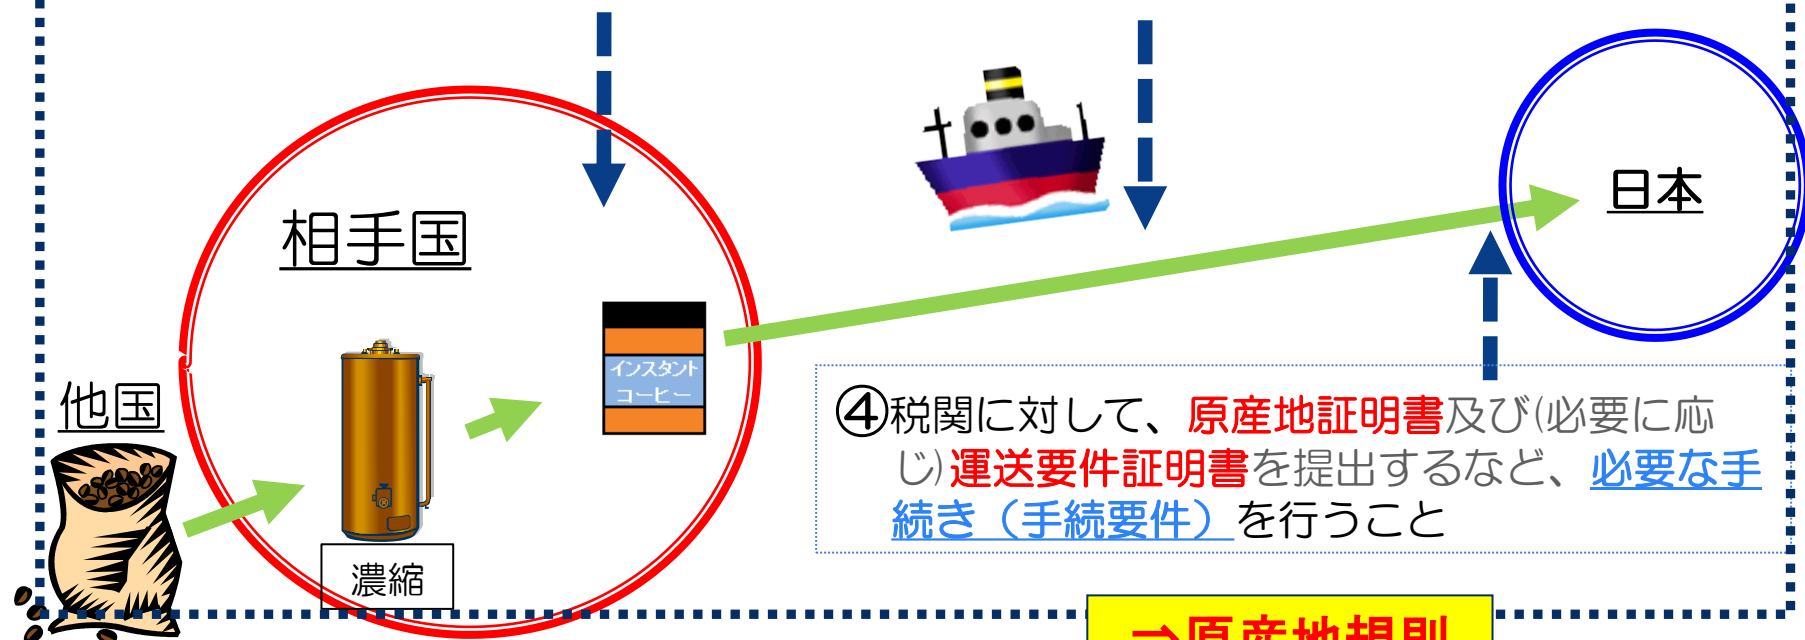 相手国
日本
インスタント
コーヒー
他国
濃縮
④税関に対して、原産地証明書及び(必要に応
じ)運送要件証明書を提出するなど、必要な手
続き（手続要件）を行うこと
⇒原産地規則